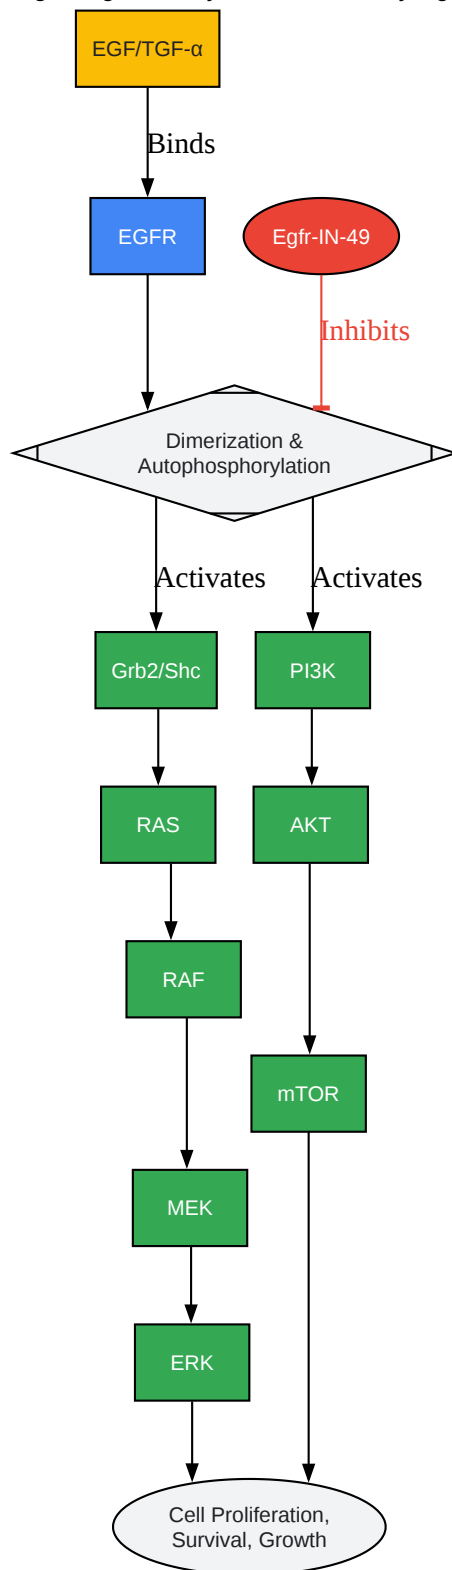 EGF/TGF-α
Binds
EGFR
Egfr-IN-49
Inhibits
Dimerization &
Autophosphorylation
Activates
Activates
Grb2/Shc
PI3K
RAS
AKT
RAF
mTOR
MEK
ERK
Cell Proliferation,
Survival, Growth